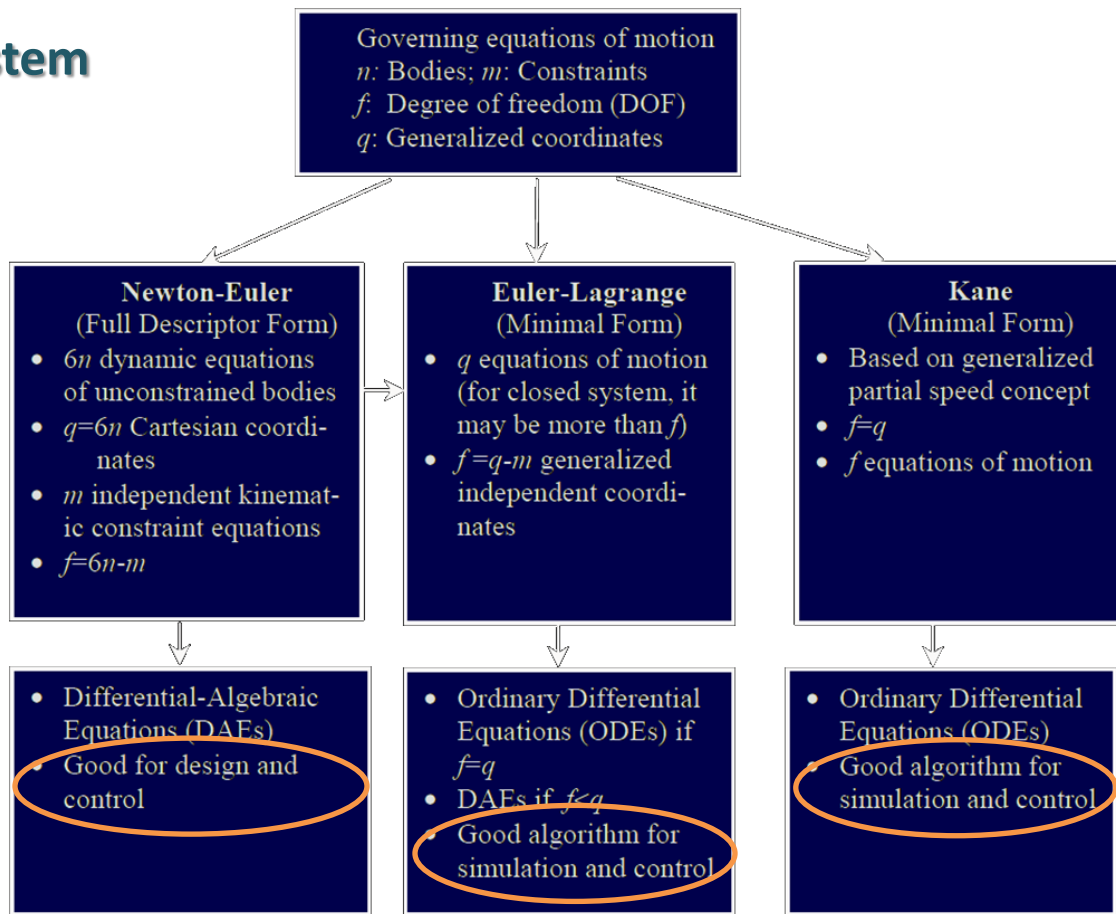 stem
Governing equations of motion
n: Bodies; m: Constraints
f: Degree of freedom (DOF)
q: Generalized coordinates
Newton-Euler
(Full Descriptor Form)
• 6n dynamic equations
of unconstrained bodies
• q=6n Cartesian coordi-
nates
• m independent kinemat-
ic constraint equations
• f=6n-m
Euler-Lagrange
(Minimal Form)
• q equations of motion
(for closed system, it
may be more than f)
• f=q-m generalized
independent coordi-
nates
Kane
(Minimal Form)
• Based on generalized
partial speed concept
• f=q
• f equations of motion
• Differential-Algebraic
Equations (DAEs)
• Good for design and
control
• Ordinary Differential
Equations (ODEs) if
f=q
• DAEs if f<q
• Good algorithm for
simulation and control
• Ordinary Differential
Equations (ODEs)
• Good algorithm for
simulation and control